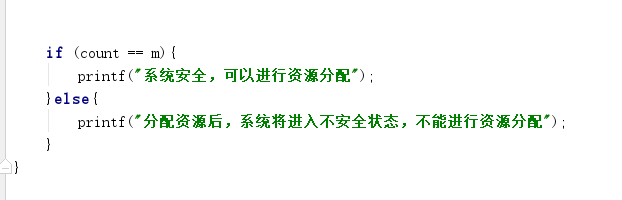 if (count == m){
printf("系统安全，可以进行资源分配");
}else{
printf("分配资源后，系统将进入不安全状态，不能进行资源分配");
}
}